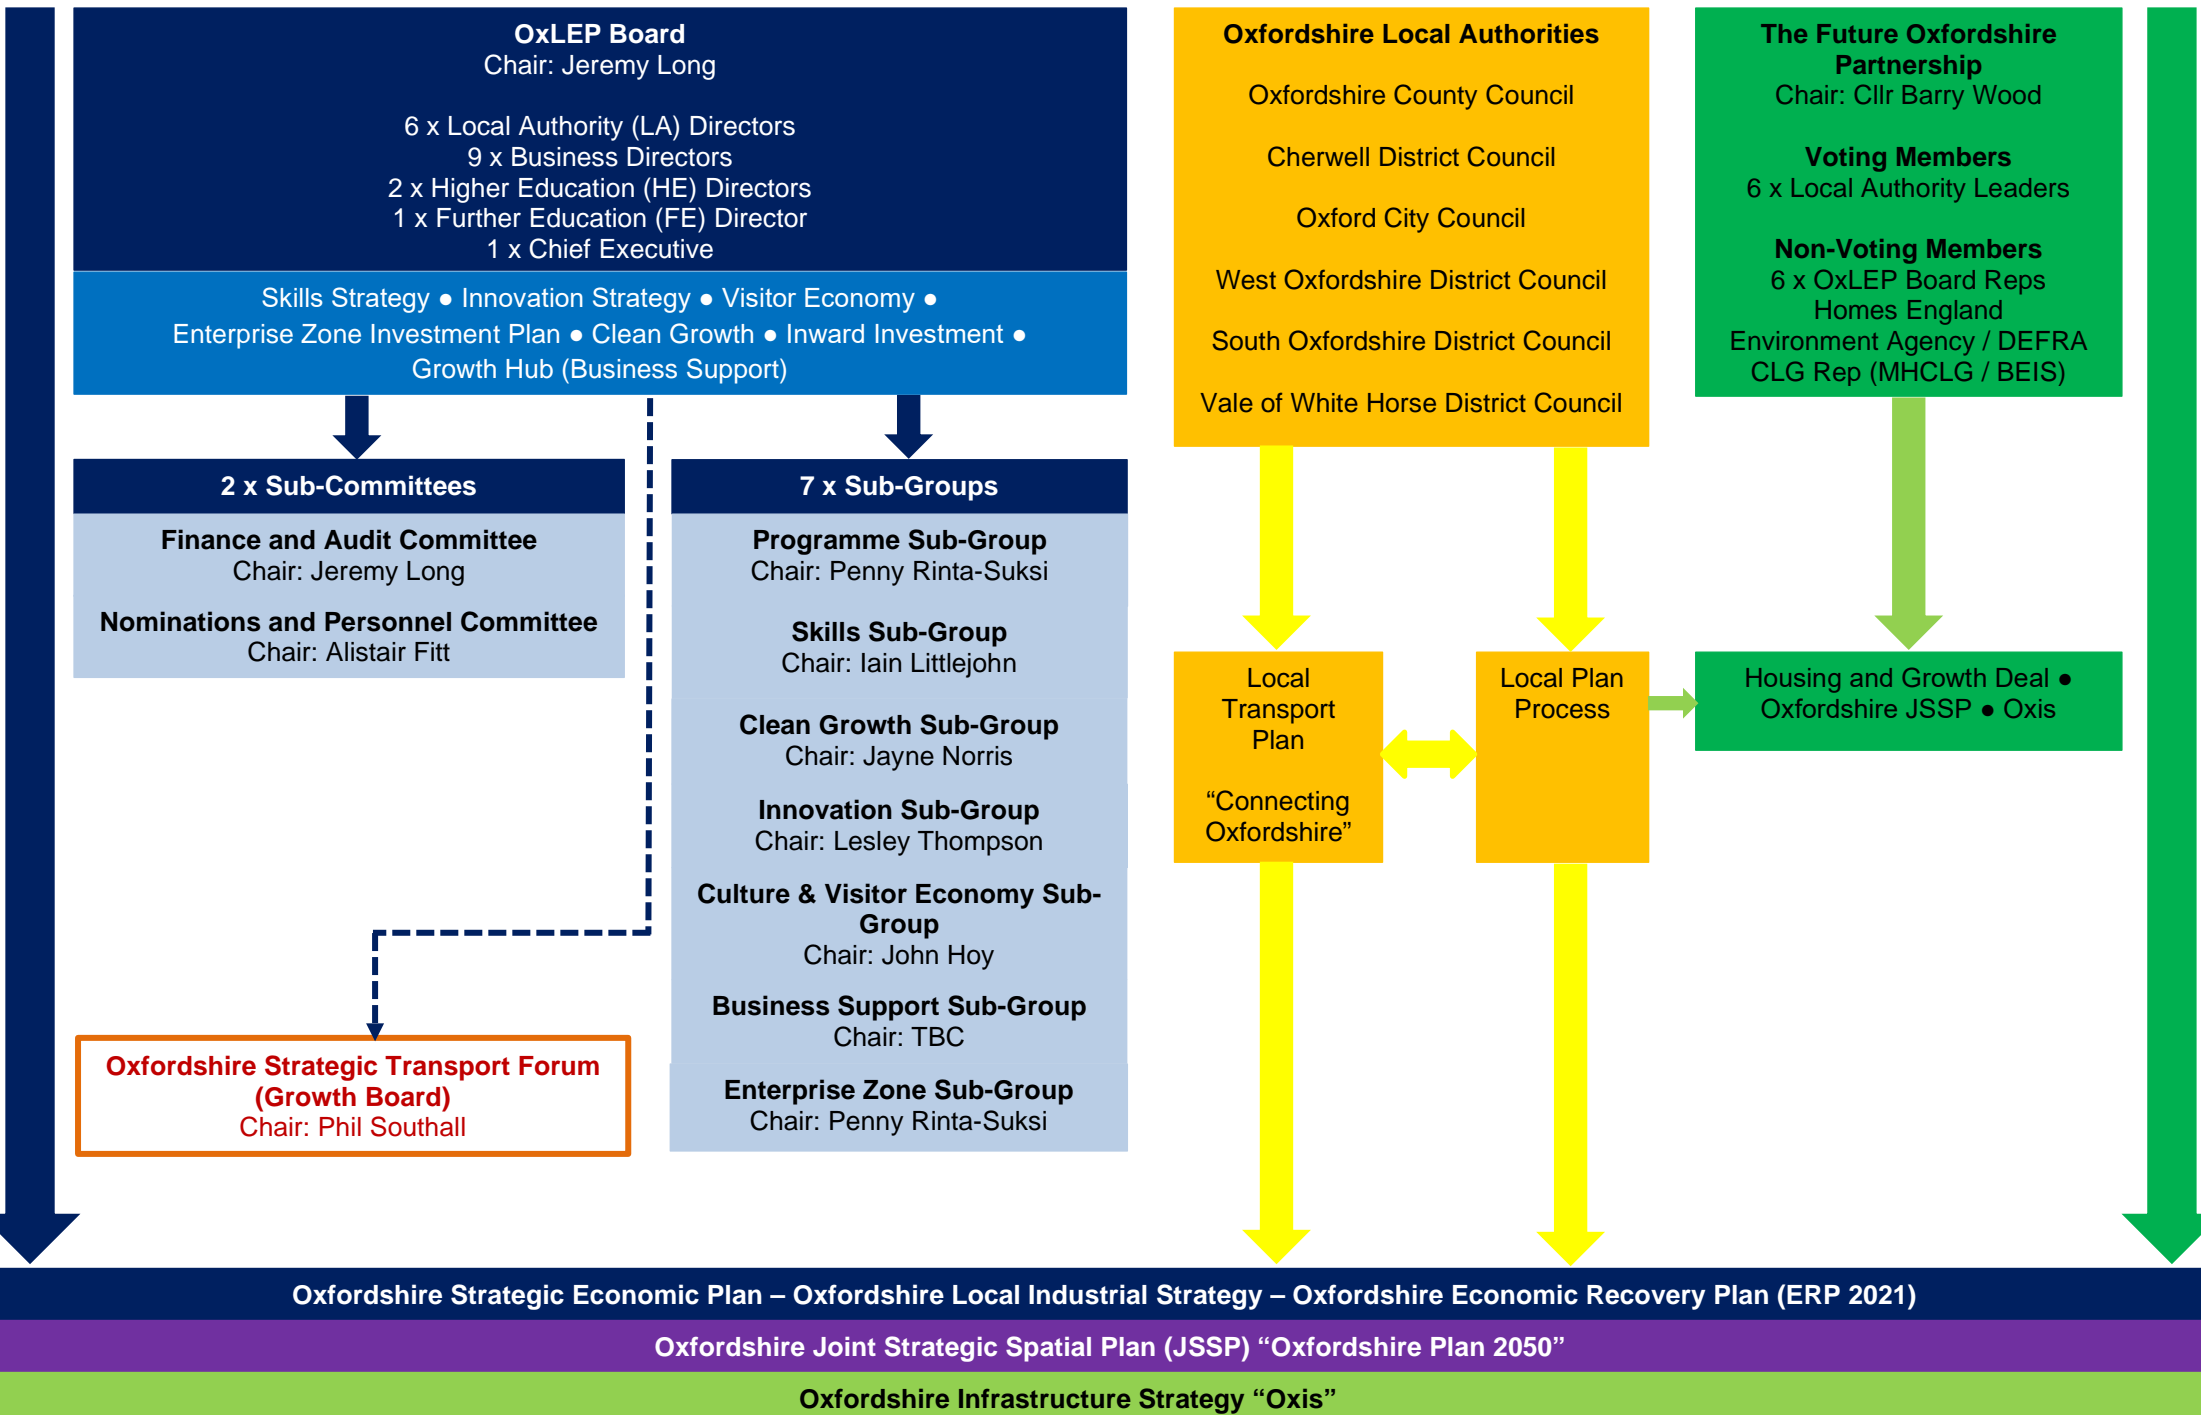 OxLEP Board
Chair: Jeremy Long
6 x Local Authority (LA) Directors
9 x Business Directors
2 x Higher Education (HE) Directors
1 x Further Education (FE) Director
1 x Chief Executive
Skills Strategy ● Innovation Strategy ● Visitor Economy ●
Enterprise Zone Investment Plan ● Clean Growth ● Inward Investment ●
Growth Hub (Business Support)
2 x Sub-Committees
Finance and Audit Committee
Chair: Jeremy Long
Nominations and Personnel Committee
Chair: Alistair Fitt
7 x Sub-Groups
Programme Sub-Group
Chair: Penny Rinta-Suksi
Skills Sub-Group
Chair: Iain Littlejohn
Clean Growth Sub-Group
Chair: Jayne Norris
Innovation Sub-Group
Chair: Lesley Thompson
Culture & Visitor Economy Sub-
Group
Chair: John Hoy
Business Support Sub-Group
Chair: TBC
Enterprise Zone Sub-Group
Chair: Penny Rinta-Suksi
Oxfordshire Strategic Transport Forum
(Growth Board)
Chair: Phil Southall
Oxfordshire Local Authorities
Oxfordshire County Council
Cherwell District Council
Oxford City Council
West Oxfordshire District Council
South Oxfordshire District Council
Vale of White Horse District Council
Local
Transport
Plan
“Connecting
Oxfordshire”
Local Plan
Process
The Future Oxfordshire
Partnership
Chair: Cllr Barry Wood
Voting Members
6 x Local Authority Leaders
Non-Voting Members
6 x OxLEP Board Reps
Homes England
Environment Agency / DEFRA
CLG Rep (MHCLG / BEIS)
Housing and Growth Deal ●
Oxfordshire JSSP ● Oxis
Oxfordshire Strategic Economic Plan – Oxfordshire Local Industrial Strategy – Oxfordshire Economic Recovery Plan (ERP 2021)
Oxfordshire Joint Strategic Spatial Plan (JSSP) “Oxfordshire Plan 2050”
Oxfordshire Infrastructure Strategy “Oxis”